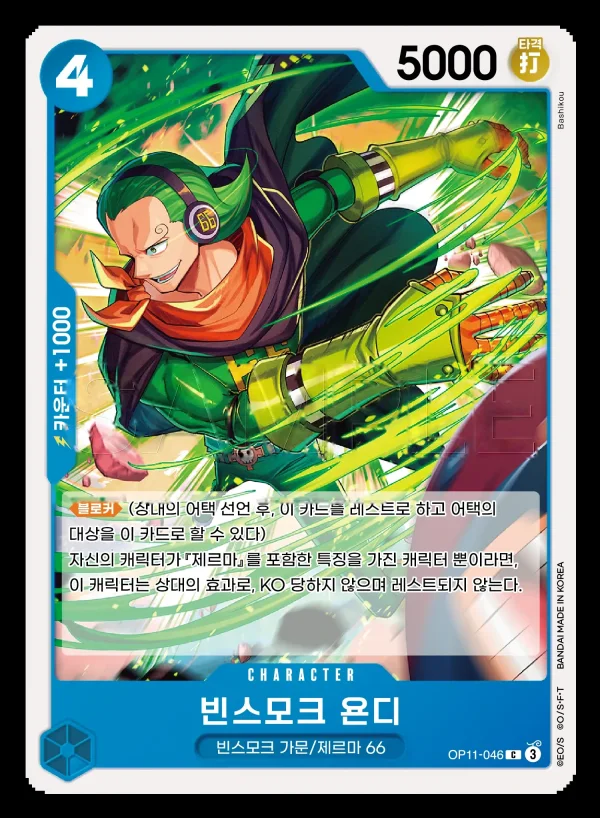 4
5000
타격
打
Bashikou
66
카운터 +1000
SAMPLE
블로커 (상대의 어택 선언 후, 이 카드를 레스트로 하고 어택의
대상을 이 카드로 할 수 있다)
자신의 캐릭터가 『제르마』를 포함한 특징을 가진 캐릭터 뿐이라면,
이 캐릭터는 상대의 효과로, KO 당하지 않으며 레스트되지 않는다.
CHARACTER
빈스모크 욘디
빈스모크 가문/제르마 66
OP11-046 C 3
©EO/S ©O/S·F·T BANDAI MADE IN KOREA